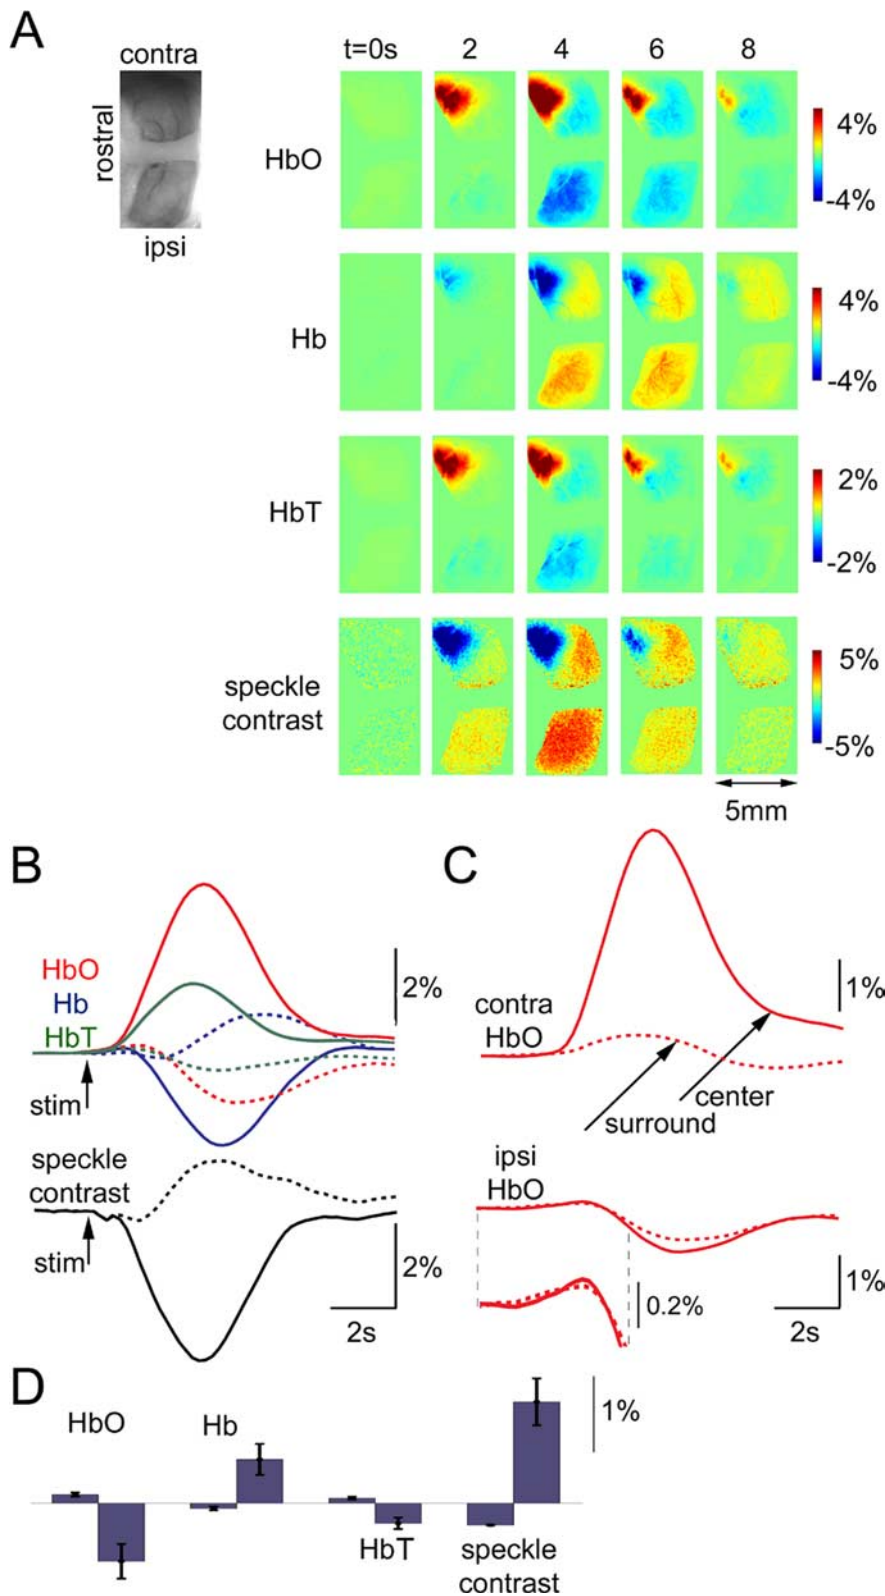 A
contra
rostral
ipsi
t=0s 2 4 6 8
HbO
4%
-4%
Hb
4%
-4%
HbT
2%
-2%
speckle
contrast
5%
-5%
5mm
B
HbO
Hb
HbT
2%
stim
speckle
contrast
stim
2%
2s
C
contra
HbO
1%
center
surround
ipsi
HbO
1%
0.2%
2s
D
HbO
Hb
1%
HbT
speckle
contrast